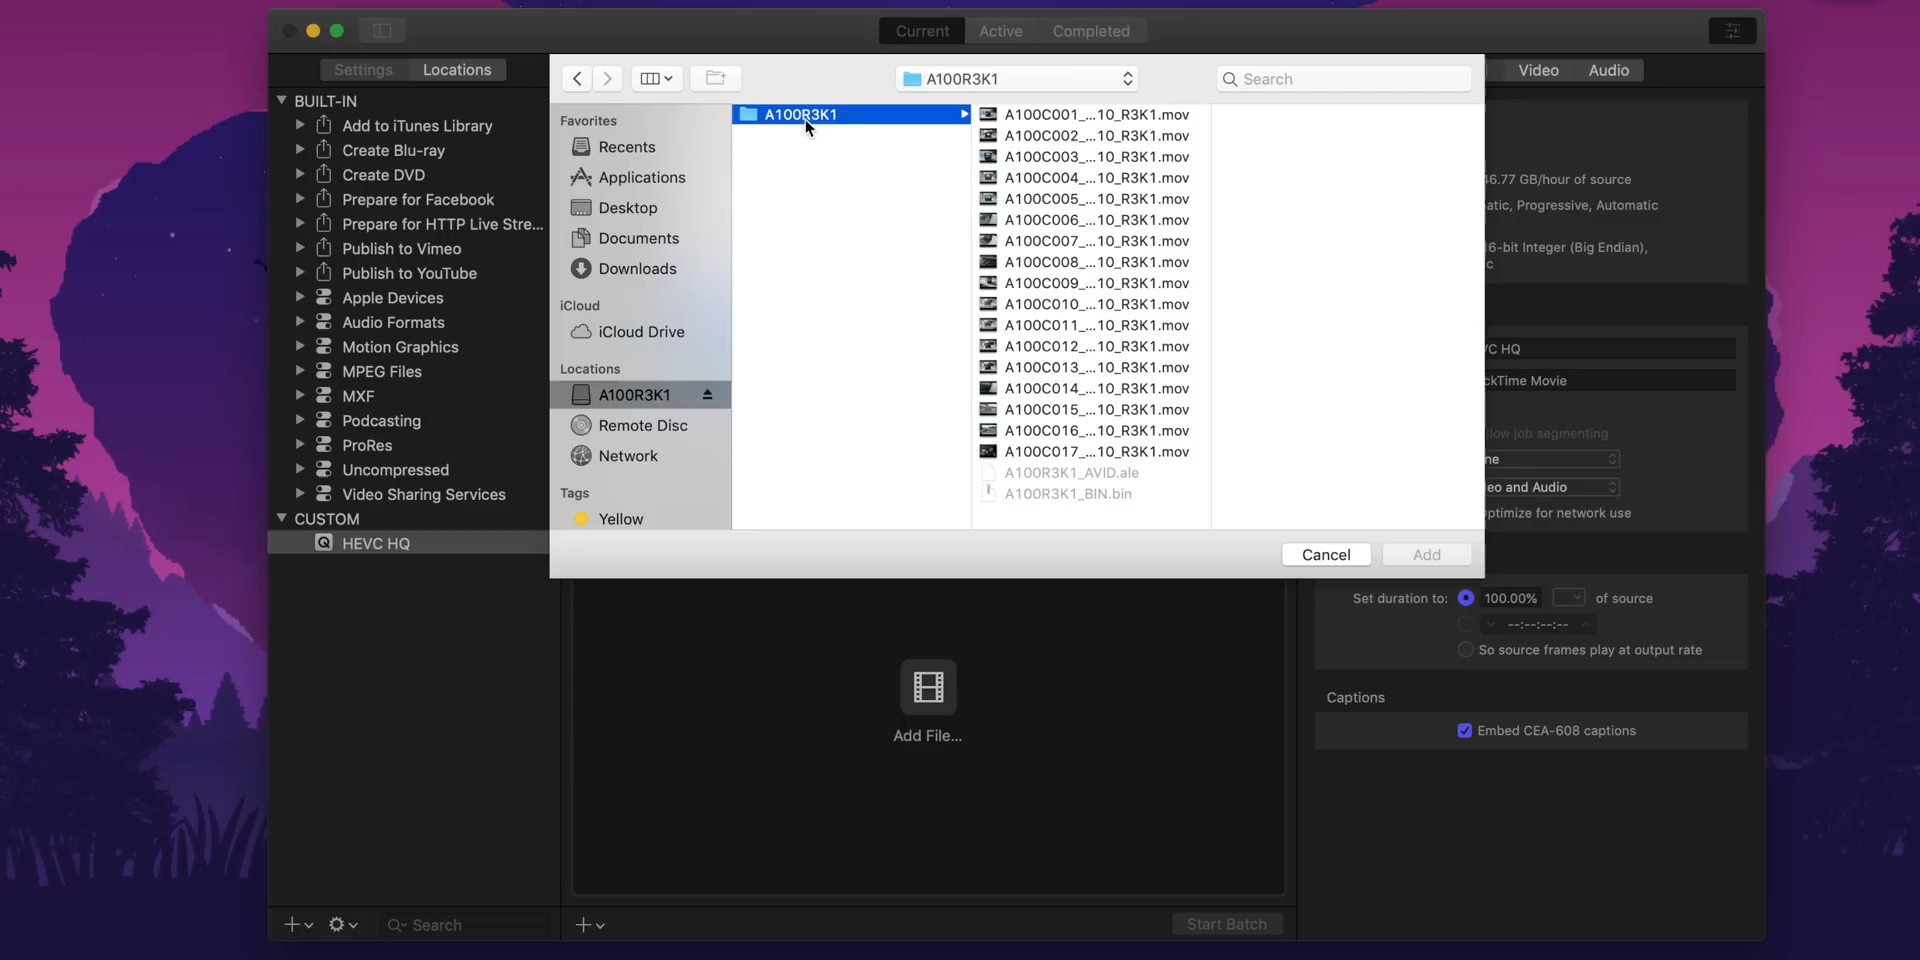 Current Active Completed
Settings Locations
BUILT-IN
Add to iTunes Library
Create Blu-ray
Create DVD
Prepare for Facebook
Prepare for HTTP Live Stre...
Publish to Vimeo
Publish to YouTube
Apple Devices
Audio Formats
Motion Graphics
MPEG Files
MXF
Podcasting
ProRes
Uncompressed
Video Sharing Services
CUSTOM
HEVC HQ
Search
A100R3K1
Search
Favorites
Recents
Applications
Desktop
Documents
Downloads
iCloud
iCloud Drive
Locations
A100R3K1
Remote Disc
Network
Tags
Yellow
A100R3K1
A100C001_...10_R3K1.mov
A100C002_...10_R3K1.mov
A100C003_...10_R3K1.mov
A100C004_...10_R3K1.mov
A100C005_...10_R3K1.mov
A100C006_...10_R3K1.mov
A100C007_...10_R3K1.mov
A100C008_...10_R3K1.mov
A100C009_...10_R3K1.mov
A100C010_...10_R3K1.mov
A100C011_...10_R3K1.mov
A100C012_...10_R3K1.mov
A100C013_...10_R3K1.mov
A100C014_...10_R3K1.mov
A100C015_...10_R3K1.mov
A100C016_...10_R3K1.mov
A100C017_...10_R3K1.mov
A100R3K1_AVID.ale
A100R3K1_BIN.bin
Cancel Add
Add File...
Start Batch
Video Audio
46.77 GB/hour of source
atic, Progressive, Automatic
16-bit Integer (Big Endian),
c
VC HQ
ckTime Movie
llow job segmenting
ne
eo and Audio
ptimize for network use
Set duration to: 100.00% of source
--:--:--:--
So source frames play at output rate
Captions
Embed CEA-608 captions